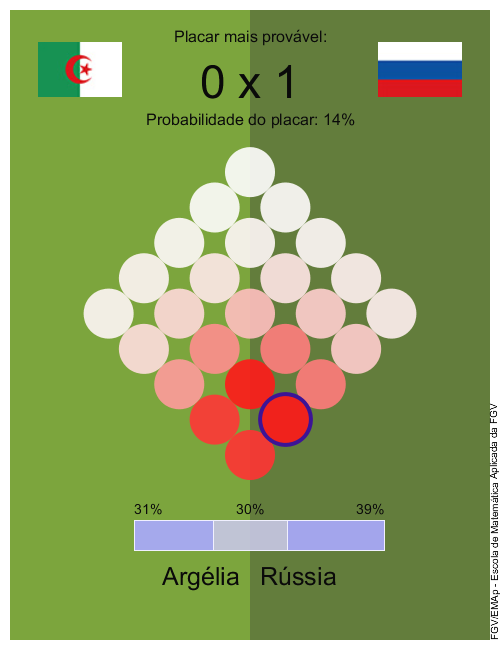 Placar mais provável:
0 x 1
Probabilidade do placar: 14%
31% 30% 39%
Argélia Rússia
FGV/EMAp - Escola de Matemática Aplicada da FGV